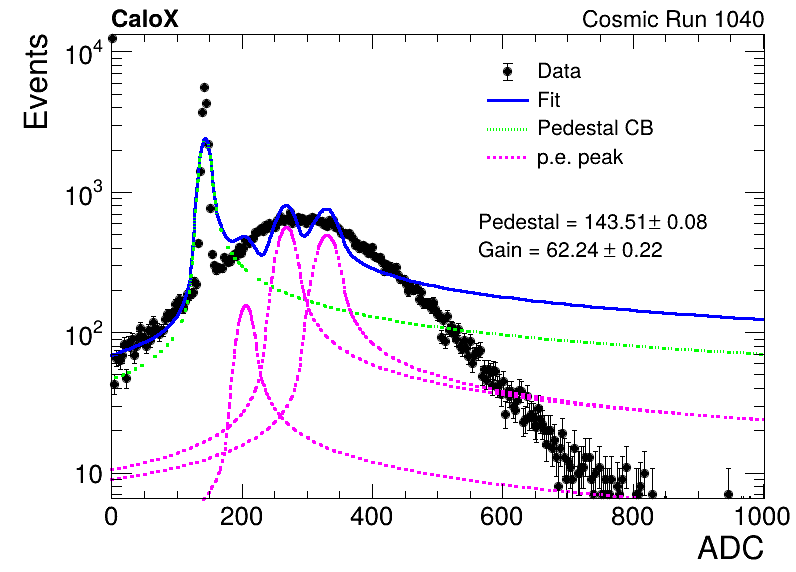 CaloX Cosmic Run 1040
Events
10^4
10^3
10^2
10
Data
Fit
Pedestal CB
p.e. peak
Pedestal = 143.51± 0.08
Gain = 62.24 ± 0.22
0 200 400 600 800 1000
ADC